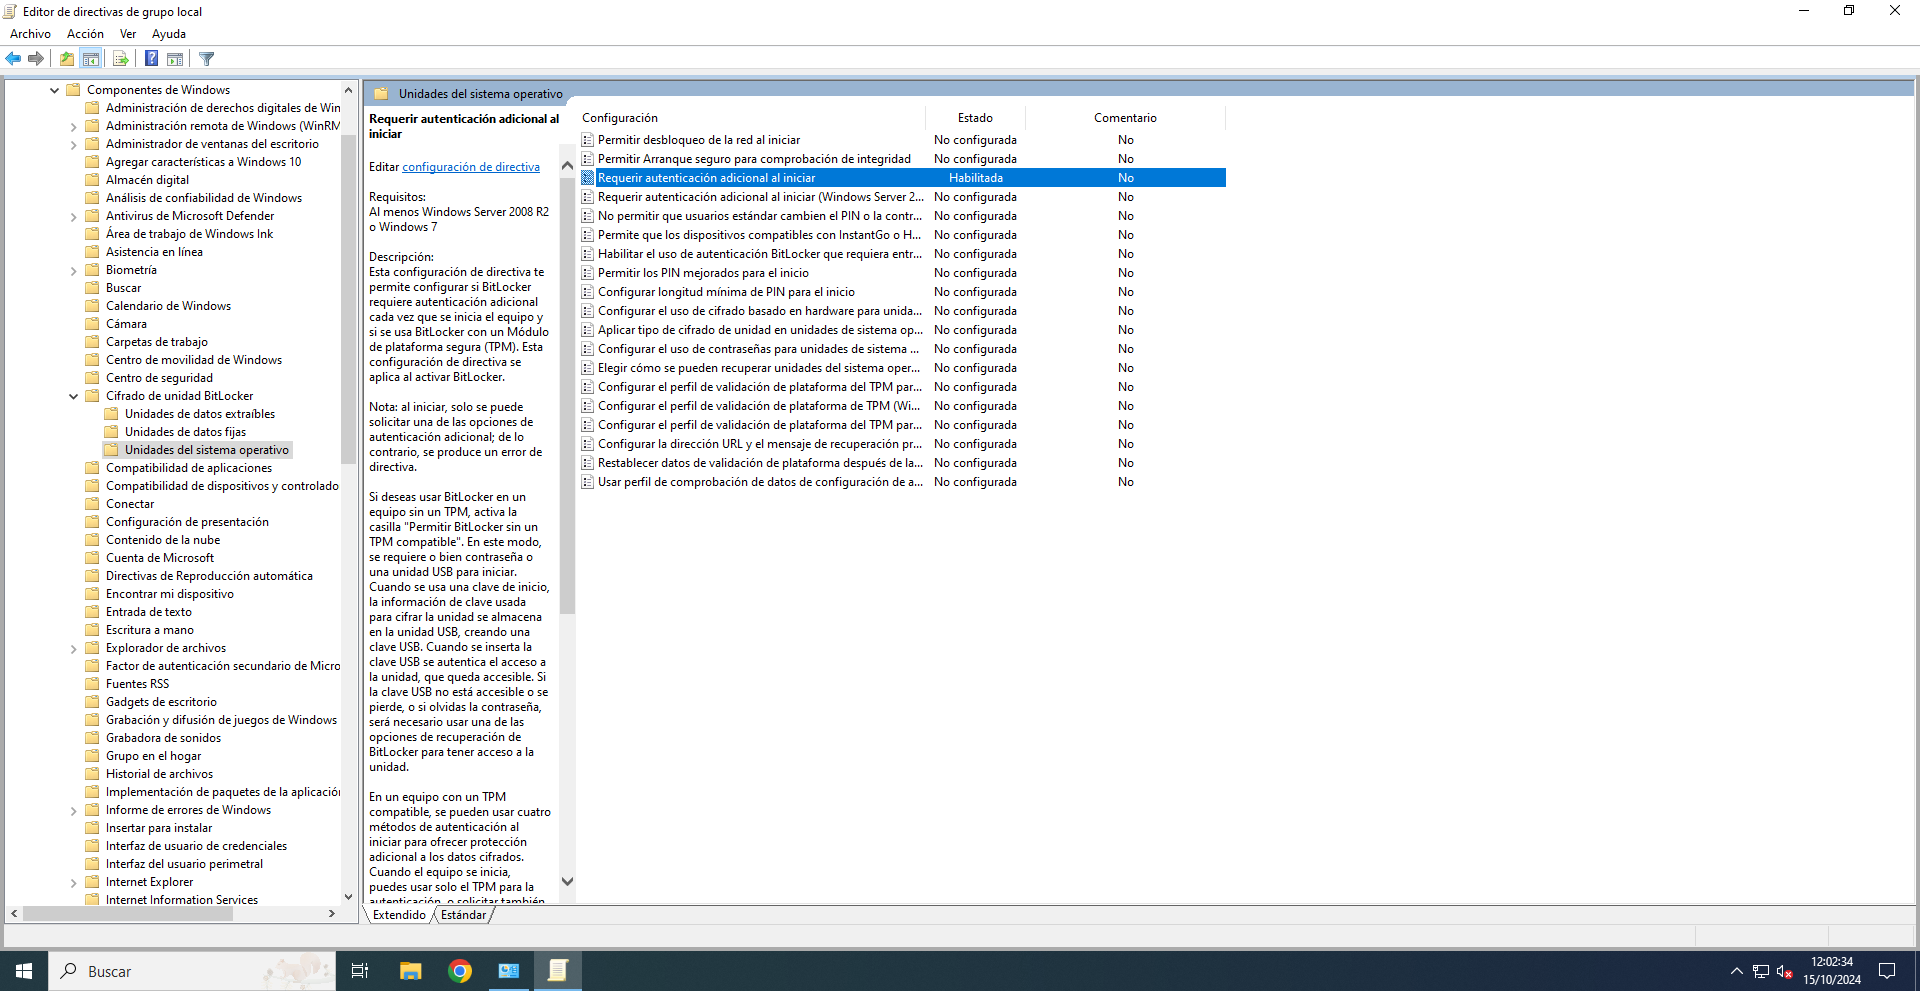 Editor de directivas de grupo local
Archivo Acción Ver Ayuda
Componentes de Windows
Administración de derechos digitales de Win
Administración remota de Windows (WinRM
Administrador de ventanas del escritorio
Agregar características a Windows 10
Almacén digital
Análisis de confiabilidad de Windows
Antivirus de Microsoft Defender
Área de trabajo de Windows Ink
Asistencia en línea
Biometría
Buscar
Calendario de Windows
Cámara
Carpetas de trabajo
Centro de movilidad de Windows
Centro de seguridad
Cifrado de unidad BitLocker
Unidades de datos extraíbles
Unidades de datos fijas
Unidades del sistema operativo
Compatibilidad de aplicaciones
Compatibilidad de dispositivos y controlado
Conectar
Configuración de presentación
Contenido de la nube
Cuenta de Microsoft
Directivas de Reproducción automática
Encontrar mi dispositivo
Entrada de texto
Escritura a mano
Explorador de archivos
Factor de autenticación secundario de Micro
Fuentes RSS
Gadgets de escritorio
Grabación y difusión de juegos de Windows
Grabadora de sonidos
Grupo en el hogar
Historial de archivos
Implementación de paquetes de la aplicación
Informe de errores de Windows
Insertar para instalar
Interfaz de usuario de credenciales
Interfaz del usuario perimetral
Internet Explorer
Internet Information Services
Unidades del sistema operativo
Requerir autenticación adicional al
iniciar
Editar configuración de directiva
Requisitos:
Al menos Windows Server 2008 R2
o Windows 7
Descripción:
Esta configuración de directiva te
permite configurar si BitLocker
requiere autenticación adicional
cada vez que se inicia el equipo y
si se usa BitLocker con un Módulo
de plataforma segura (TPM). Esta
configuración de directiva se
aplica al activar BitLocker.
Nota: al iniciar, solo se puede
solicitar una de las opciones de
autenticación adicional; de lo
contrario, se produce un error de
directiva.
Si deseas usar BitLocker en un
equipo sin un TPM, activa la
casilla "Permitir BitLocker sin un
TPM compatible". En este modo,
se requiere o bien contraseña o
una unidad USB para iniciar.
Cuando se usa una clave de inicio,
la información de clave usada
para cifrar la unidad se almacena
en la unidad USB, creando una
clave USB. Cuando se inserta la
clave USB se autentica el acceso a
la unidad, que queda accesible. Si
la clave USB no está accesible o se
pierde, o si olvidas la contraseña,
será necesario usar una de las
opciones de recuperación de
BitLocker para tener acceso a la
unidad.
En un equipo con un TPM
compatible, se pueden usar cuatro
métodos de autenticación al
iniciar para ofrecer protección
adicional a los datos cifrados.
Cuando el equipo se inicia,
puedes usar solo el TPM para la
autenticación, o solicitar también
Configuración Estado Comentario
Permitir desbloqueo de la red al iniciar No configurada No
Permitir Arranque seguro para comprobación de integridad No configurada No
Requerir autenticación adicional al iniciar Habilitada No
Requerir autenticación adicional al iniciar (Windows Server 2... No configurada No
No permitir que usuarios estándar cambien el PIN o la contr... No configurada No
Permite que los dispositivos compatibles con InstantGo o H... No configurada No
Habilitar el uso de autenticación BitLocker que requiera entr... No configurada No
Permitir los PIN mejorados para el inicio No configurada No
Configurar longitud mínima de PIN para el inicio No configurada No
Configurar el uso de cifrado basado en hardware para unida... No configurada No
Aplicar tipo de cifrado de unidad en unidades de sistema op... No configurada No
Configurar el uso de contraseñas para unidades de sistema ... No configurada No
Elegir cómo se pueden recuperar unidades del sistema oper... No configurada No
Configurar el perfil de validación de plataforma del TPM par... No configurada No
Configurar el perfil de validación de plataforma de TPM (Wi... No configurada No
Configurar el perfil de validación de plataforma del TPM par... No configurada No
Configurar la dirección URL y el mensaje de recuperación pr... No configurada No
Restablecer datos de validación de plataforma después de la... No configurada No
Usar perfil de comprobación de datos de configuración de a... No configurada No
Extendido Estándar
Buscar
12:02:34
15/10/2024